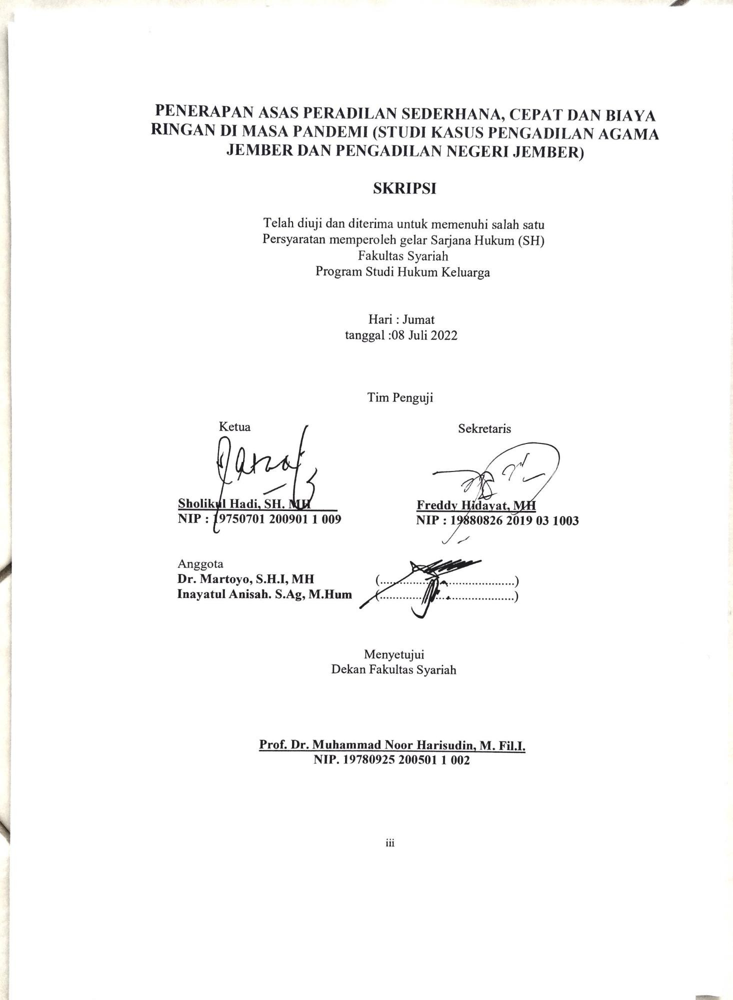 PENERAPAN ASAS PERADILAN SEDERHANA, CEPAT DAN BIAYA
RINGAN DI MASA PANDEMI (STUDI KASUS PENGADILAN AGAMA
JEMBER DAN PENGADILAN NEGERI JEMBER)
SKRIPSI
Telah diuji dan diterima untuk memenuhi salah satu
Persyaratan memperoleh gelar Sarjana Hukum (SH)
Fakultas Syariah
Program Studi Hukum Keluarga
Hari : Jumat
tanggal :08 Juli 2022
Tim Penguji
Ketua
Sekretaris
Sholikul Hadi, SH. MH
Freddy Hidayat, MH
NIP : 19750701 200901 1 009
NIP : 19880826 2019 03 1003
Anggota
Dr. Martoyo, S.H.I, MH (........................................)
Inayatul Anisah. S.Ag, M.Hum (........................................)
Menyetujui
Dekan Fakultas Syariah
Prof. Dr. Muhammad Noor Harisudin, M. Fil.I.
NIP. 19780925 200501 1 002
iii